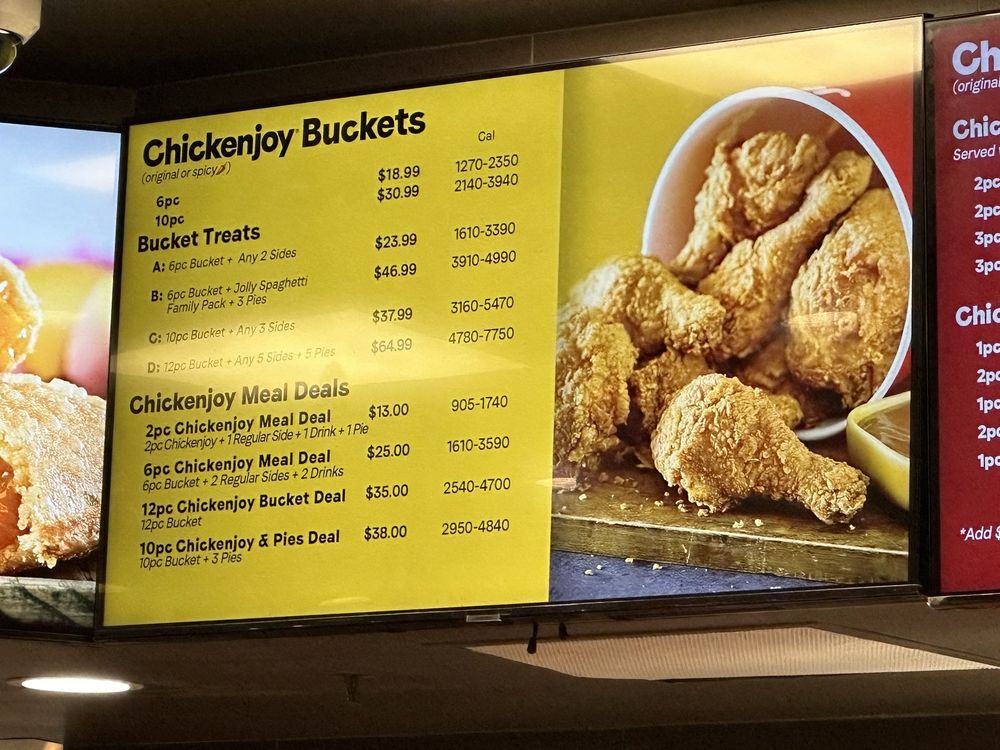 Chickenjoy Buckets
Cal
(original or spicy)
6pc $18.99 1270-2350
10pc $30.99 2140-3940
Bucket Treats
A: 6pc Bucket + Any 2 Sides $23.99 1610-3390
B: 6pc Bucket + Jolly Spaghetti $46.99 3910-4990
Family Pack + 3 Pies
C: 10pc Bucket + Any 3 Sides $37.99 3160-5470
D: 12pc Bucket + Any 5 Sides + 5 Pies $64.99 4780-7750
Chickenjoy Meal Deals
2pc Chickenjoy Meal Deal $13.00 905-1740
2pc Chickenjoy + 1 Regular Side + 1 Drink + 1 Pie
6pc Chickenjoy Meal Deal $25.00 1610-3590
6pc Bucket + 2 Regular Sides + 2 Drinks
12pc Chickenjoy Bucket Deal $35.00 2540-4700
12pc Bucket
10pc Chickenjoy & Pies Deal $38.00 2950-4840
10pc Bucket + 3 Pies
Ch
(origina
Chic
Served
2pc
2pc
3pc
3pc
Chic
1pc
2pc
1pc
2pc
1pc
*Add $